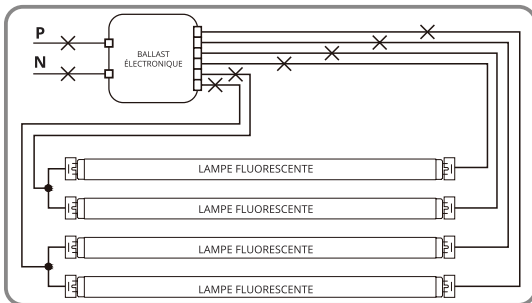 P
N
BALLAST
ÉLECTRONIQUE
LAMPE FLUORESCENTE
LAMPE FLUORESCENTE
LAMPE FLUORESCENTE
LAMPE FLUORESCENTE